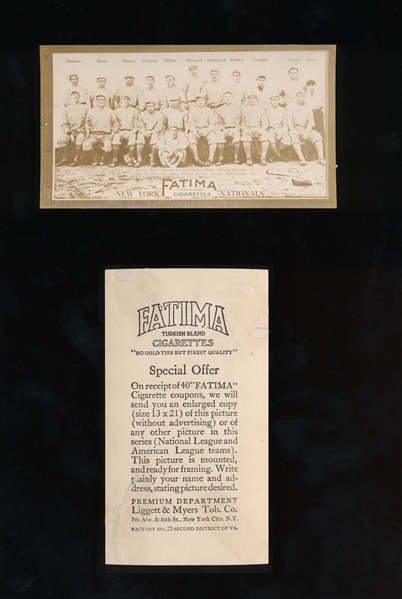 Burns
Wilson
Meyers
FATIMA
NEW YORK CIGARETTES "NATIONALS"
FATIMA
TURKISH BLEND
CIGARETTES
"NO GOLD TIPS BUT FINEST QUALITY"
Special Offer
On receipt of 40 "FATIMA"
Cigarette coupons, we will
send you an enlarged copy
(size 13 x 21) of this picture
(without advertising) or of
any other picture in this
series (National League and
American League teams).
This picture is mounted,
and ready for framing. Write
plainly your name and ad-
dress, stating picture desired.
PREMIUM DEPARTMENT
Liggett & Myers Tob. Co.
7th Ave. & 16th St., New York City, N.Y.
FACTORY NO. 25 SECOND DISTRICT OF VA.